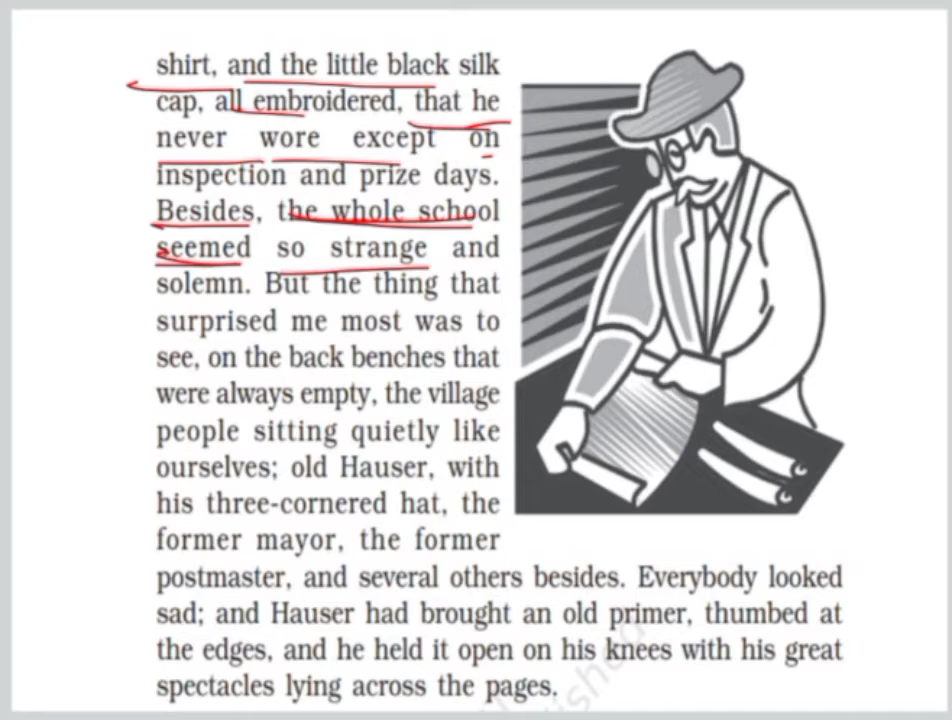 shirt, and the little black silk
cap, all embroidered, that he
never wore except on
inspection and prize days.
Besides, the whole school
seemed so strange and
solemn. But the thing that
surprised me most was to
see, on the back benches that
were always empty, the village
people sitting quietly like
ourselves; old Hauser, with
his three-cornered hat, the
former mayor, the former
postmaster, and several others besides. Everybody looked
sad; and Hauser had brought an old primer, thumbed at
the edges, and he held it open on his knees with his great
spectacles lying across the pages.